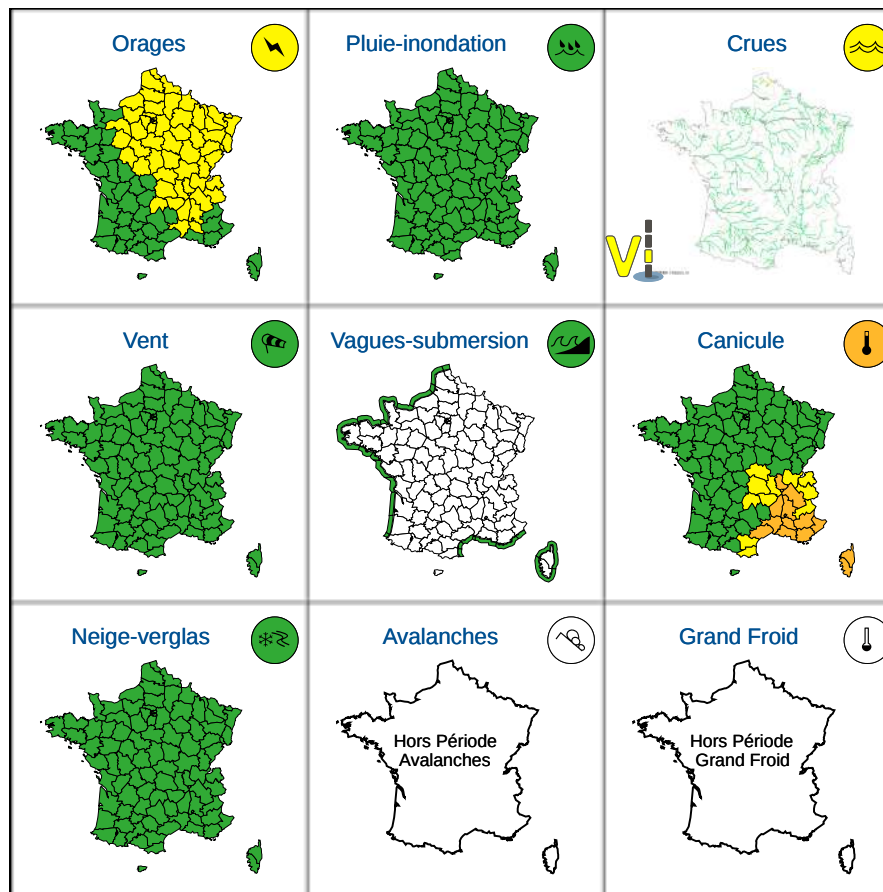 Orages
Pluie-inondation
Crues
Vi
Vent
Vagues-submersion
Canicule
Neige-verglas
Avalanches
Grand Froid
Hors Période
Avalanches
Hors Période
Grand Froid